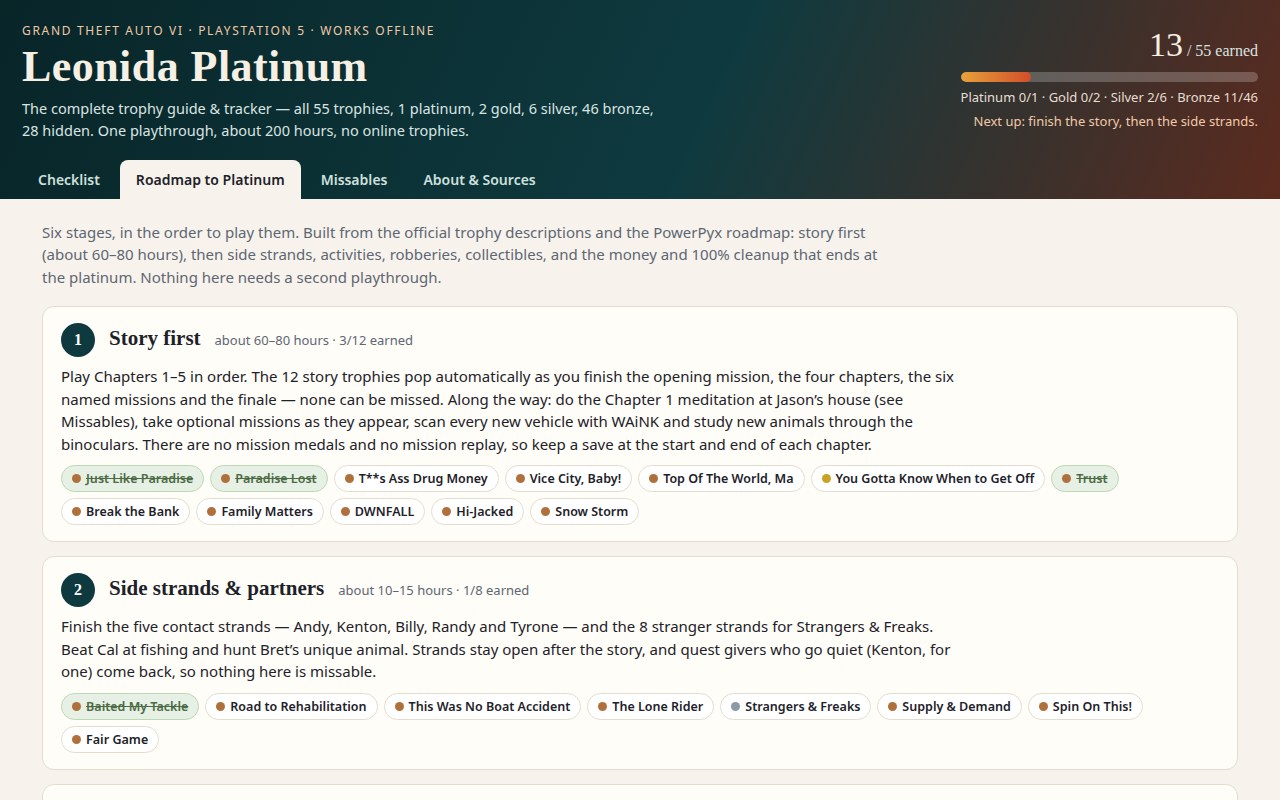 GRAND THEFT AUTO VI · PLAYSTATION 5 · WORKS OFFLINE
Leonida Platinum
The complete trophy guide & tracker — all 55 trophies, 1 platinum, 2 gold, 6 silver, 46 bronze,
28 hidden. One playthrough, about 200 hours, no online trophies.
13 / 55 earned
Platinum 0/1 · Gold 0/2 · Silver 2/6 · Bronze 11/46
Next up: finish the story, then the side strands.
Checklist
Roadmap to Platinum
Missables
About & Sources
Six stages, in the order to play them. Built from the official trophy descriptions and the PowerPyx roadmap: story first
(about 60–80 hours), then side strands, activities, robberies, collectibles, and the money and 100% cleanup that ends at
the platinum. Nothing here needs a second playthrough.
1 Story first about 60–80 hours · 3/12 earned
Play Chapters 1–5 in order. The 12 story trophies pop automatically as you finish the opening mission, the four chapters, the six
named missions and the finale — none can be missed. Along the way: do the Chapter 1 meditation at Jason’s house (see
Missables), take optional missions as they appear, scan every new vehicle with WAiNK and study new animals through the
binoculars. There are no mission medals and no mission replay, so keep a save at the start and end of each chapter.
Just Like Paradise
Paradise Lost
T**s Ass Drug Money
Vice City, Baby!
Top Of The World, Ma
You Gotta Know When to Get Off
Trust
Break the Bank
Family Matters
DWNFALL
Hi-Jacked
Snow Storm
2 Side strands & partners about 10–15 hours · 1/8 earned
Finish the five contact strands — Andy, Kenton, Billy, Randy and Tyrone — and the 8 stranger strands for Strangers & Freaks.
Beat Cal at fishing and hunt Bret’s unique animal. Strands stay open after the story, and quest givers who go quiet (Kenton, for
one) come back, so nothing here is missable.
Baited My Tackle
Road to Rehabilitation
This Was No Boat Accident
The Lone Rider
Strangers & Freaks
Supply & Demand
Spin On This!
Fair Game